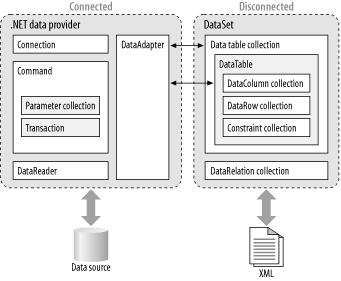 Connected
Disconnected
.NET data provider
Connection
Command
Parameter collection
Transaction
DataReader
DataAdapter
DataSet
Data table collection
DataTable
DataColumn collection
DataRow collection
Constraint collection
DataRelation collection
Data source
XML